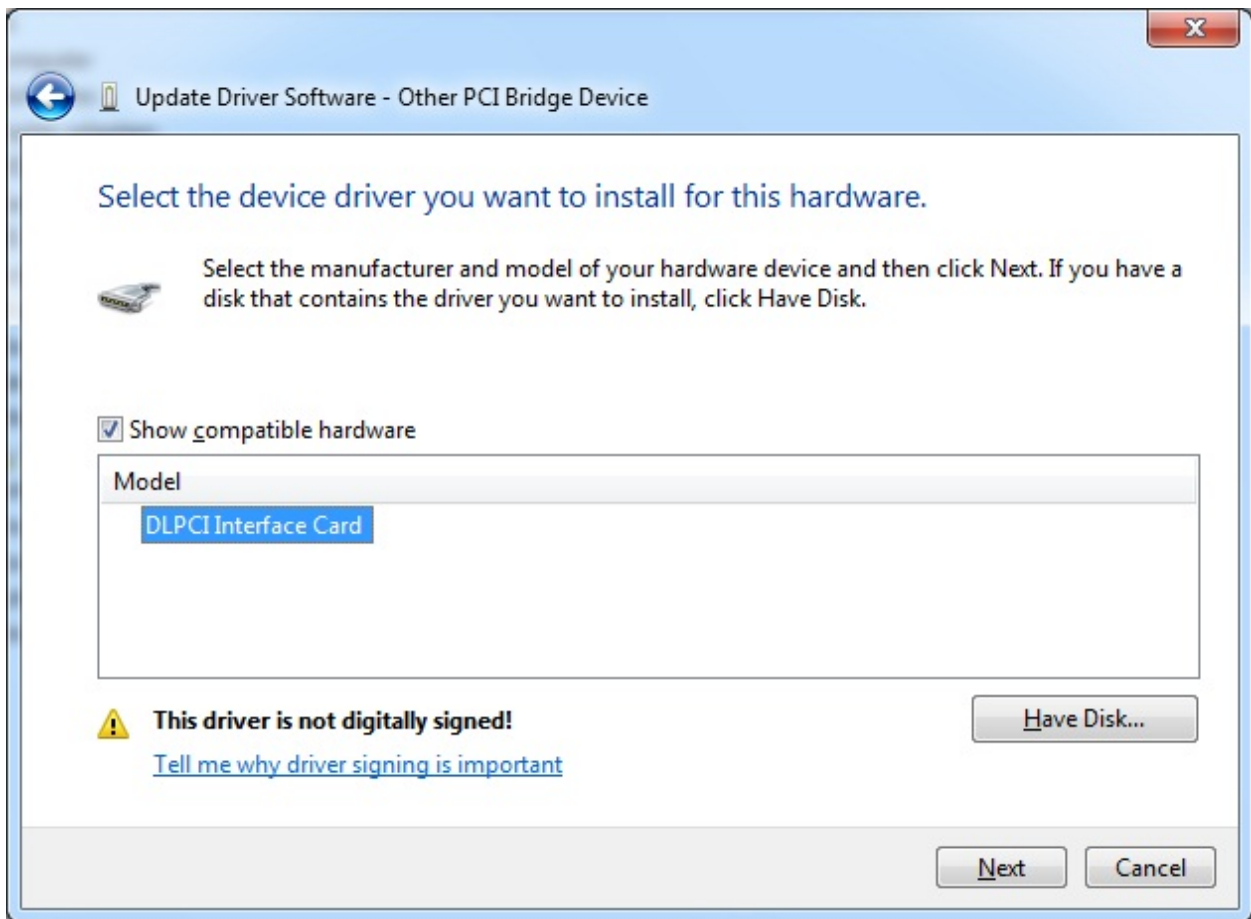 Update Driver Software - Other PCI Bridge Device
Select the device driver you want to install for this hardware.
Select the manufacturer and model of your hardware device and then click Next. If you have a
disk that contains the driver you want to install, click Have Disk.
Show compatible hardware
Model
DLPCI Interface Card
This driver is not digitally signed!
Have Disk...
Tell me why driver signing is important
Next
Cancel